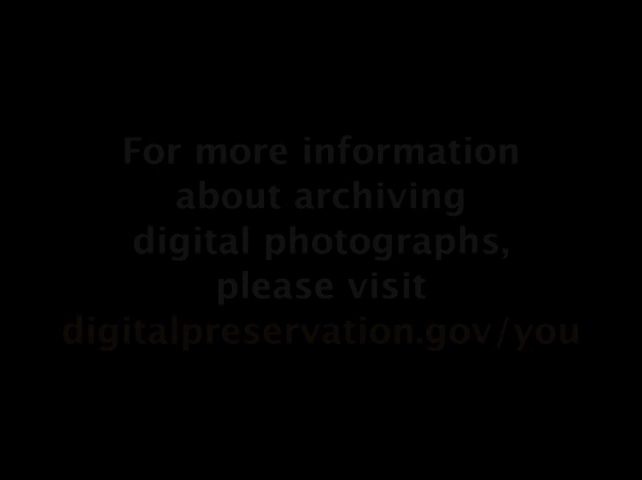 For more information
about archiving
digital photographs,
please visit
digitalpreservation.gov/you